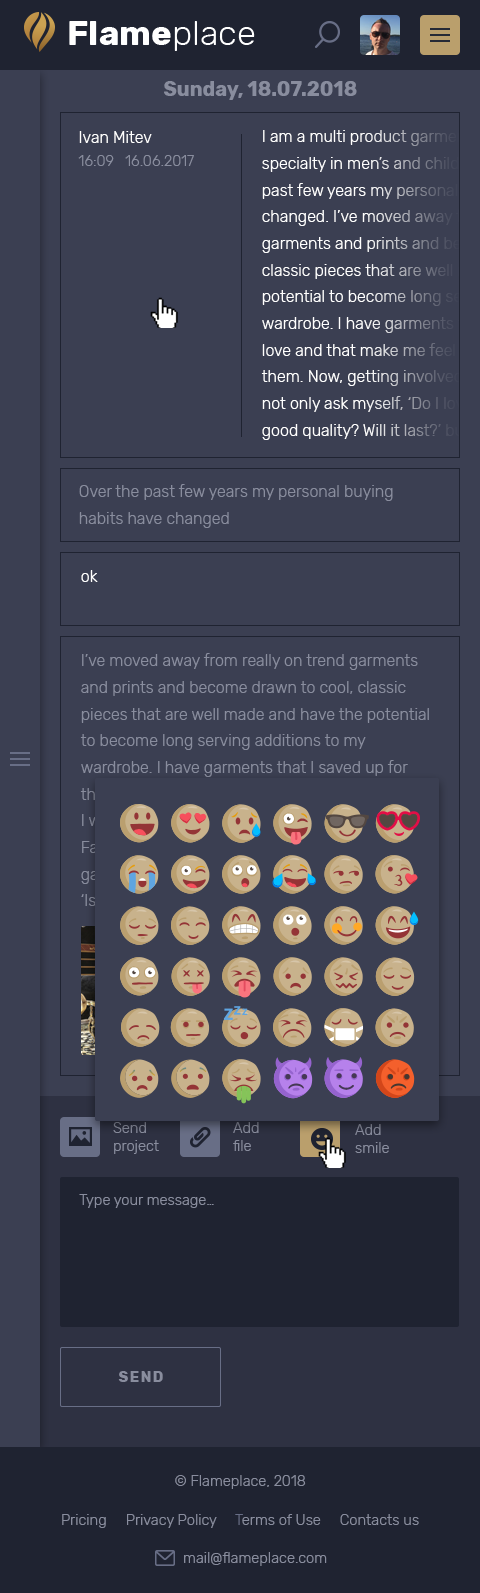 Flameplace
Sunday, 18.07.2018
Ivan Mitev
16:09 16.06.2017
I am a multi product garme
specialty in men's and chil
past few years my persona
changed. I've moved away
garments and prints and be
classic pieces that are well
potential to become long s
wardrobe. I have garments
love and that make me fee
them. Now, getting involve
not only ask myself, 'Do I lo
good quality? Will it last?' b
Over the past few years my personal buying
habits have changed
ok
I've moved away from really on trend garments
and prints and become drawn to cool, classic
pieces that are well made and have the potential
to become long serving additions to my
wardrobe. I have garments that I saved up for
th
I w
Fa
ga
'Is
Send
project
Add
file
Add
smile
Type your message...
SEND
© Flameplace, 2018
Pricing Privacy Policy Terms of Use Contacts us
mail@flameplace.com